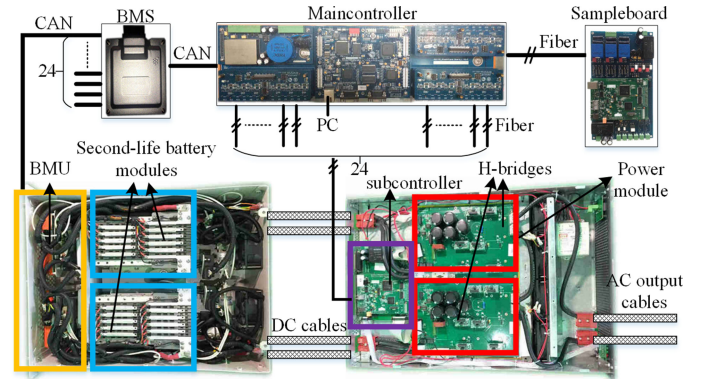 CAN
BMS
Maincontroller
Sampleboard
CAN
Fiber
24
PC
Fiber
Second-life battery
modules
24
BMU
subcontroller
H-bridges
Power
module
AC output
cables
DC cables